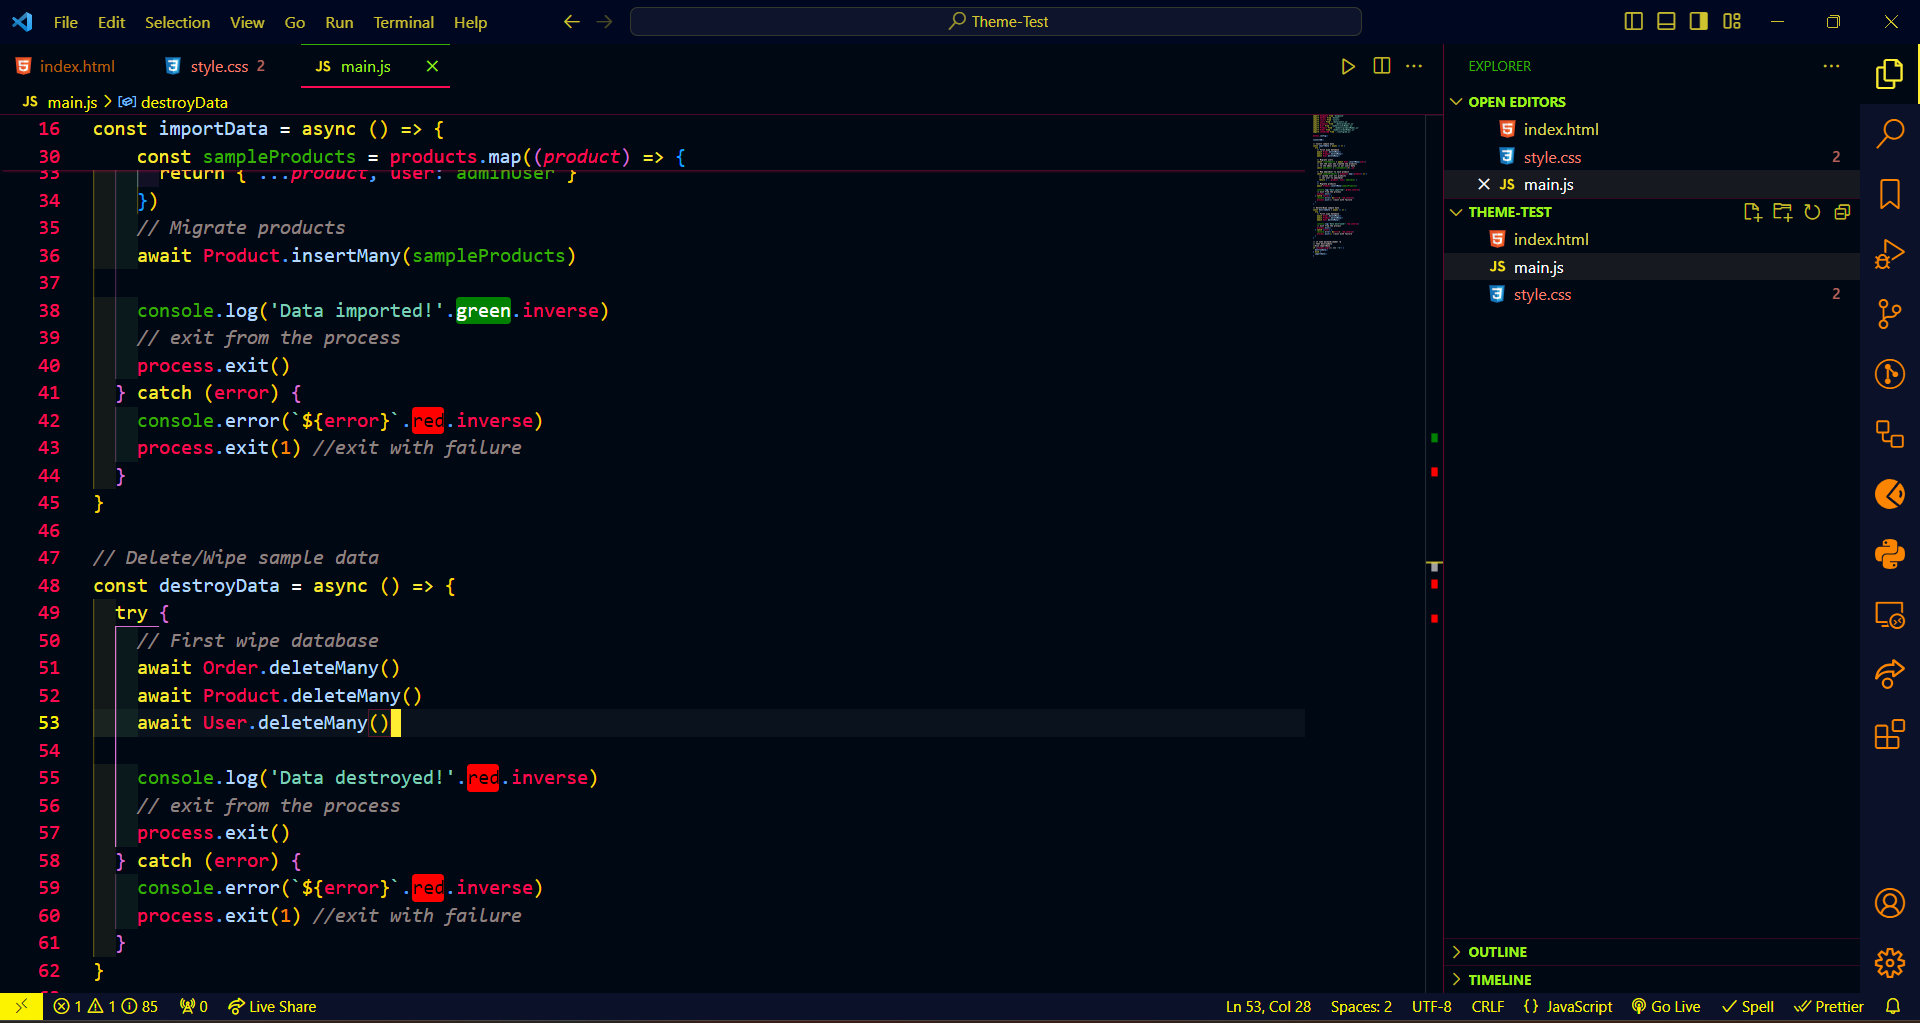 File Edit Selection View Go Run Terminal Help
Theme-Test
index.html
style.css 2
JS main.js
JS main.js > destroyData
16 const importData = async () => {
30 const sampleProducts = products.map((product) => {
33 return { ...product, user: adminUser }
34 })
35 // Migrate products
36 await Product.insertMany(sampleProducts)
37
38 console.log('Data imported!'.green.inverse)
39 // exit from the process
40 process.exit()
41 } catch (error) {
42 console.error(`${error}`.red.inverse)
43 process.exit(1) //exit with failure
44 }
45 }
46
47 // Delete/Wipe sample data
48 const destroyData = async () => {
49 try {
50 // First wipe database
51 await Order.deleteMany()
52 await Product.deleteMany()
53 await User.deleteMany()
54
55 console.log('Data destroyed!'.red.inverse)
56 // exit from the process
57 process.exit()
58 } catch (error) {
59 console.error(`${error}`.red.inverse)
60 process.exit(1) //exit with failure
61 }
62 }
EXPLORER
OPEN EDITORS
index.html
style.css 2
JS main.js
THEME-TEST
index.html
JS main.js
style.css 2
OUTLINE
TIMELINE
1 1 85 0 Live Share
Ln 53, Col 28 Spaces: 2 UTF-8 CRLF {} JavaScript Go Live Spell Prettier